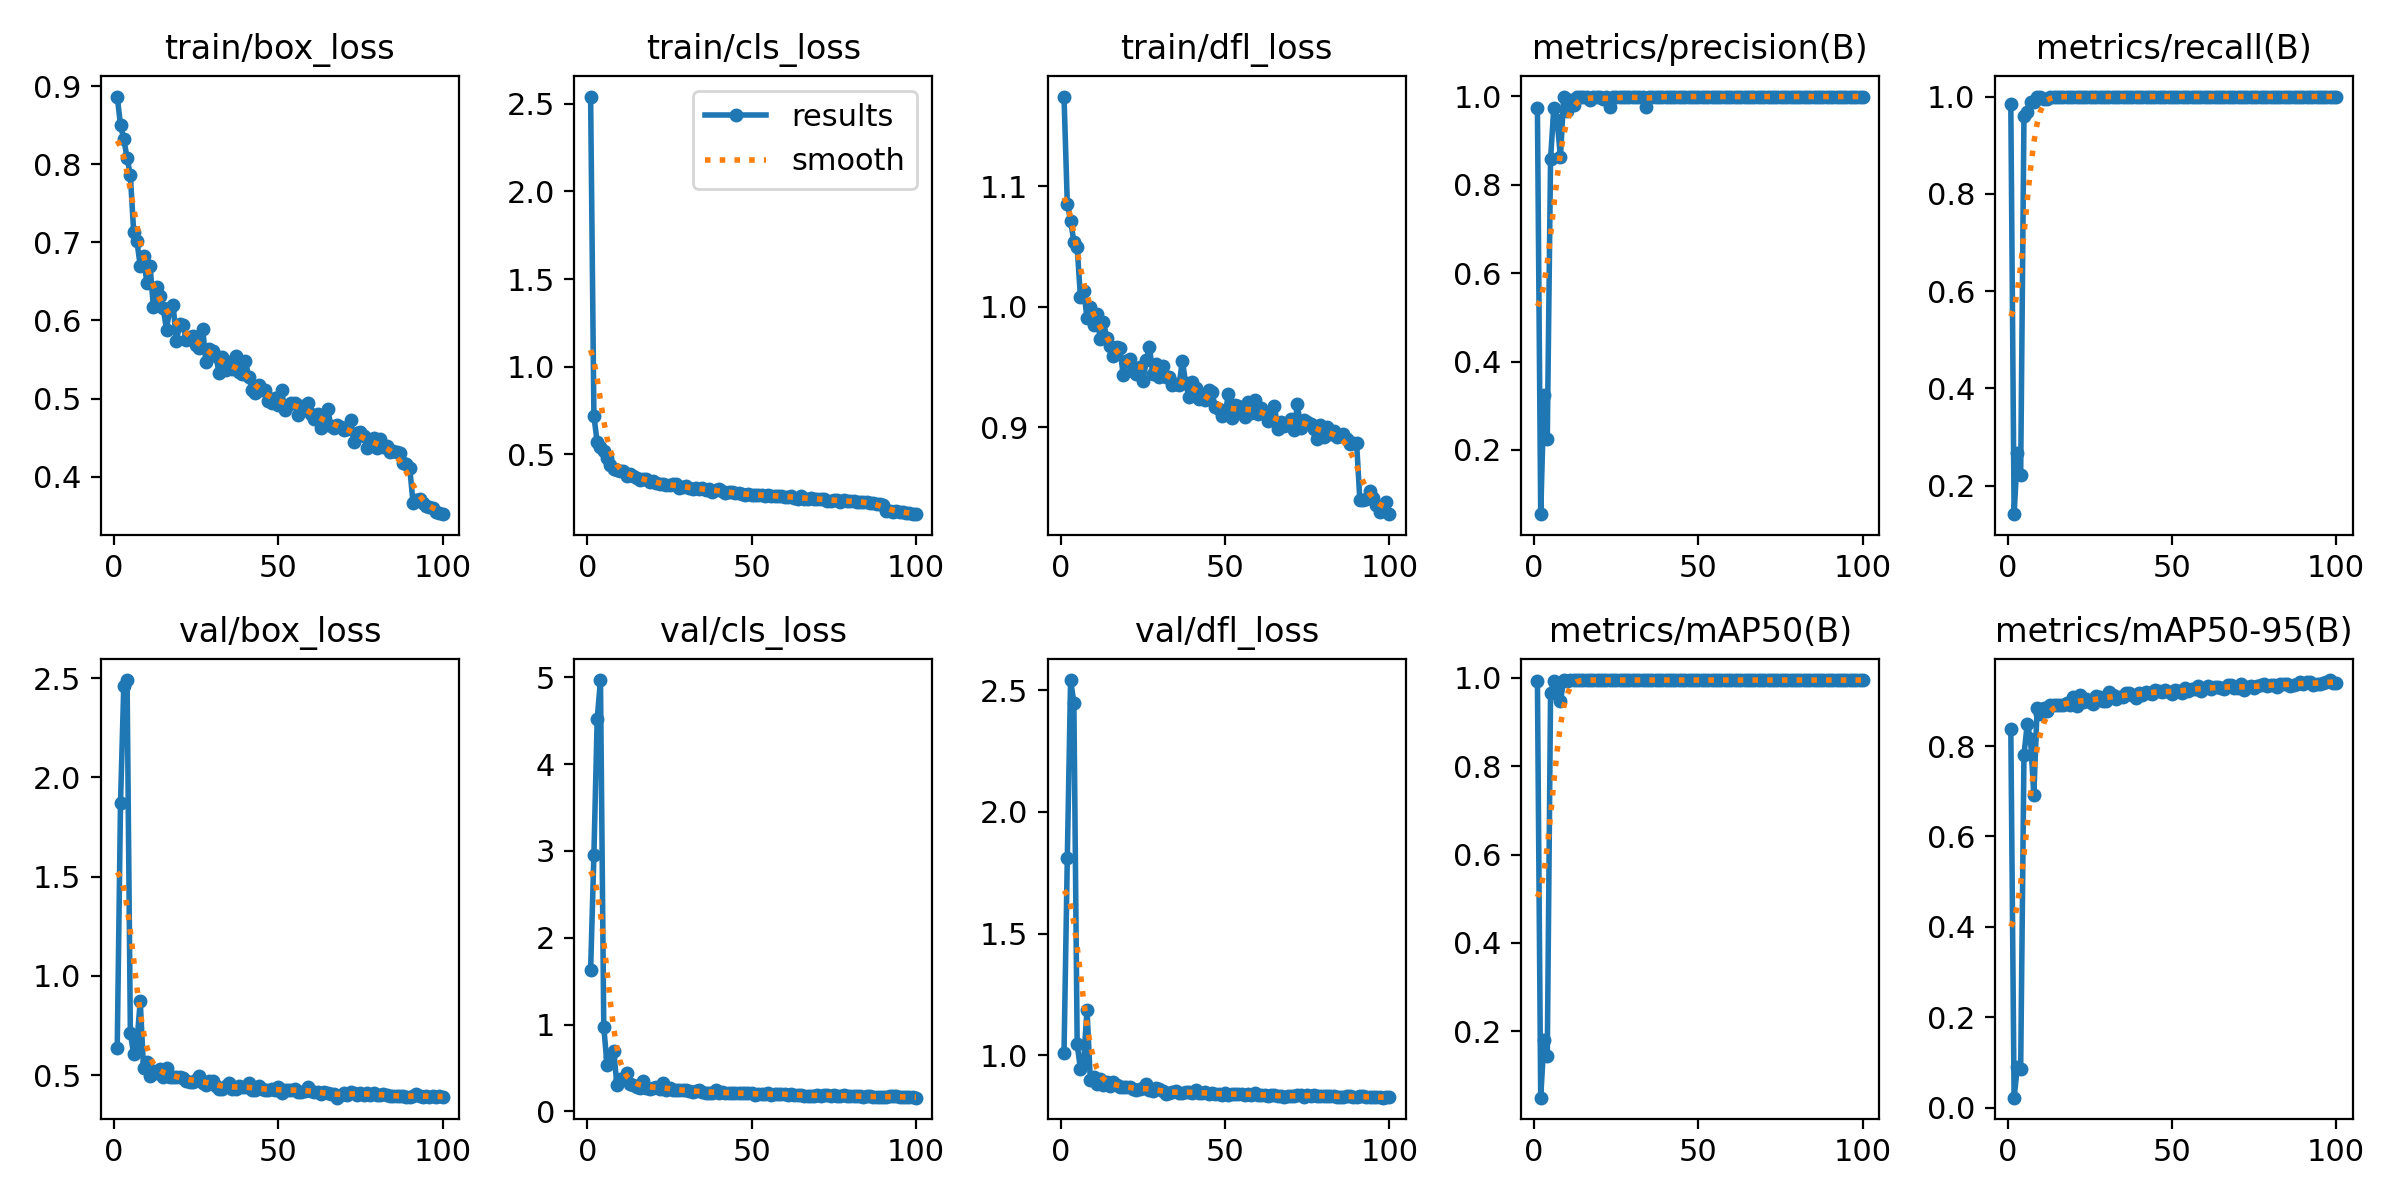 train/box_loss
0.9
0.8
0.7
0.6
0.5
0.4
0 50 100
train/cls_loss
results
smooth
2.5
2.0
1.5
1.0
0.5
0 50 100
train/dfl_loss
1.1
1.0
0.9
0 50 100
metrics/precision(B)
1.0
0.8
0.6
0.4
0.2
0 50 100
metrics/recall(B)
1.0
0.8
0.6
0.4
0.2
0 50 100
val/box_loss
2.5
2.0
1.5
1.0
0.5
0 50 100
val/cls_loss
5
4
3
2
1
0
0 50 100
val/dfl_loss
2.5
2.0
1.5
1.0
0 50 100
metrics/mAP50(B)
1.0
0.8
0.6
0.4
0.2
0 50 100
metrics/mAP50-95(B)
0.8
0.6
0.4
0.2
0.0
0 50 100